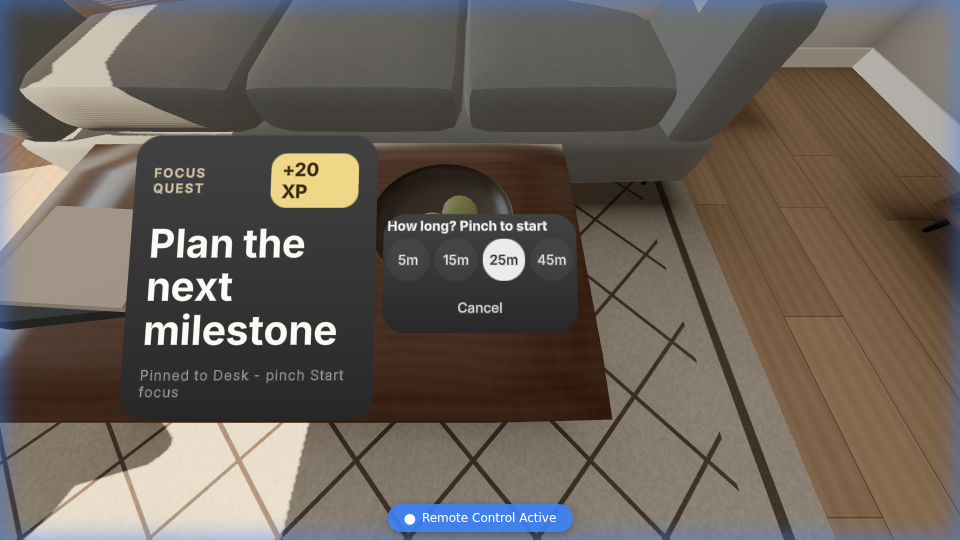 FOCUS
QUEST
+20
XP
Plan the
next
milestone
Pinned to Desk - pinch Start
focus
How long? Pinch to start
5m 15m 25m 45m
Cancel
Remote Control Active